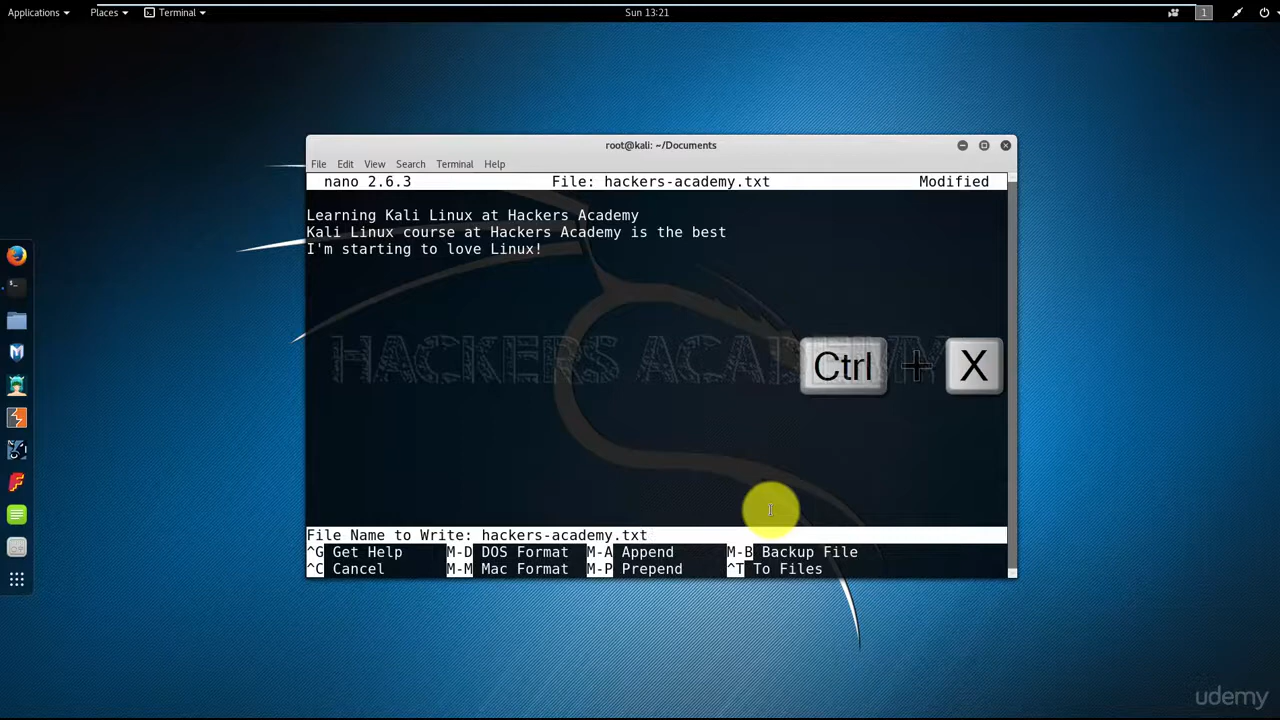 Applications Places Terminal Sun 13:21 1
root@kali: ~/Documents
File Edit View Search Terminal Help
nano 2.6.3 File: hackers-academy.txt Modified
Learning Kali Linux at Hackers Academy
Kali Linux course at Hackers Academy is the best
I'm starting to love Linux!
HACKERS ACADEMY
Ctrl + X
File Name to Write: hackers-academy.txt
^G Get Help M-D DOS Format M-A Append M-B Backup File
^C Cancel M-M Mac Format M-P Prepend ^T To Files
udemy